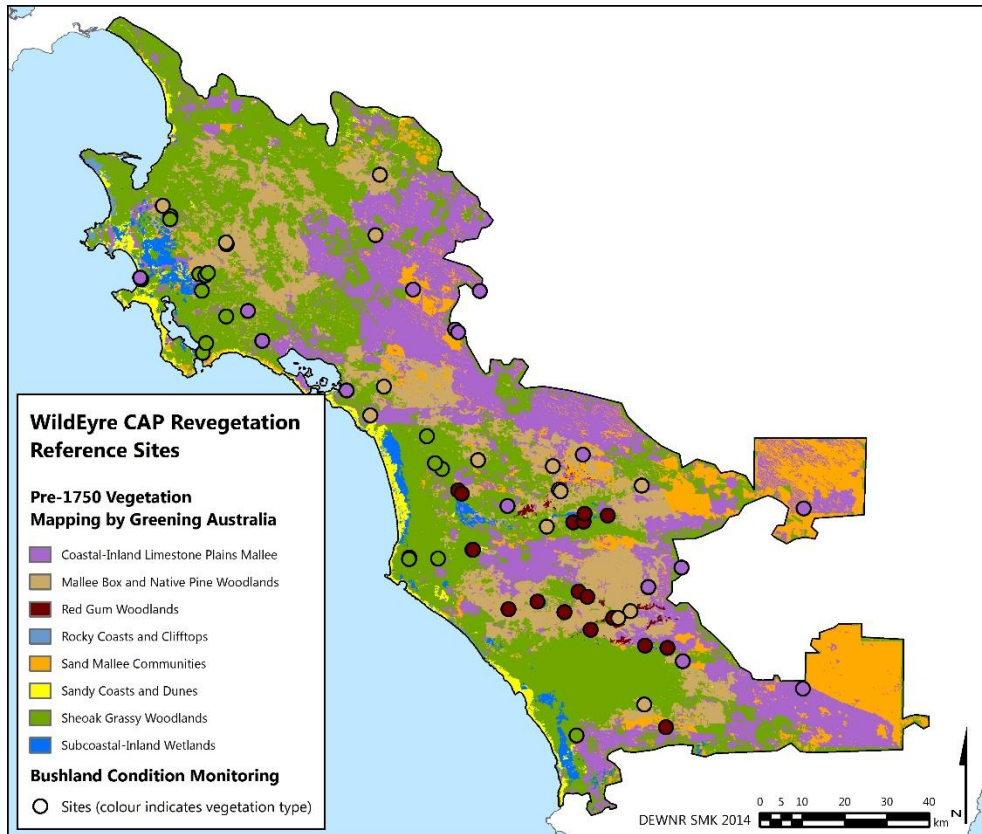 WildEyre CAP Revegetation
Reference Sites
Pre-1750 Vegetation
Mapping by Greening Australia
Coastal-Inland Limestone Plains Mallee
Mallee Box and Native Pine Woodlands
Red Gum Woodlands
Rocky Coasts and Clifftops
Sand Mallee Communities
Sandy Coasts and Dunes
Sheoak Grassy Woodlands
Subcoastal-Inland Wetlands
Bushland Condition Monitoring
Sites (colour indicates vegetation type)
DEWNR SMK 2014
0 5 10 20 30 40
km
N